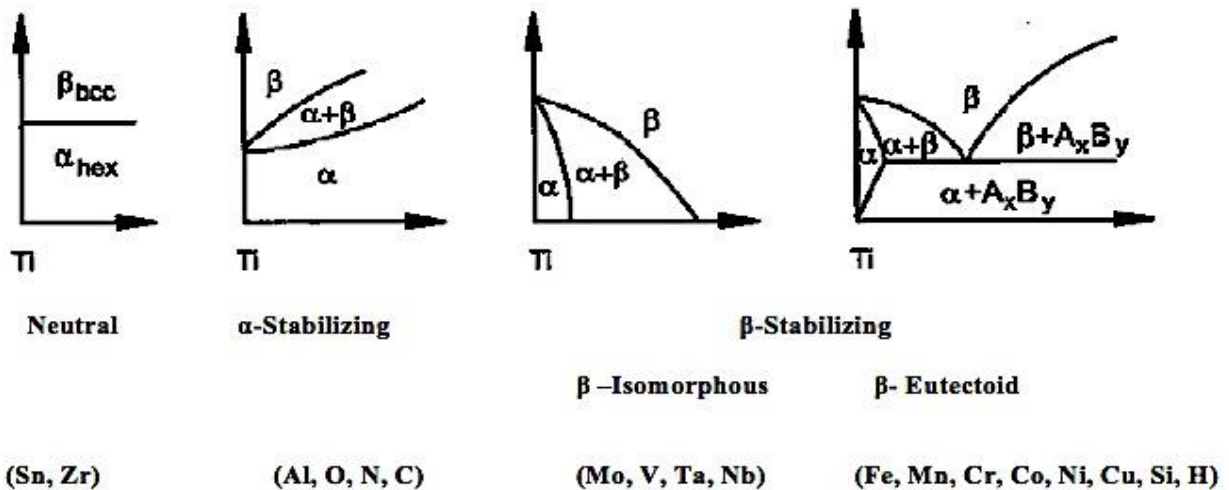 β
β
β
βbcc
α+β
β
β+AxBy
α
α+β
αhex
α
α
α+β
α+AxBy
Ti
Ti
Ti
Ti
Neutral
α-Stabilizing
β-Stabilizing
β –Isomorphous
β- Eutectoid
(Sn, Zr)
(Al, O, N, C)
(Mo, V, Ta, Nb)
(Fe, Mn, Cr, Co, Ni, Cu, Si, H)